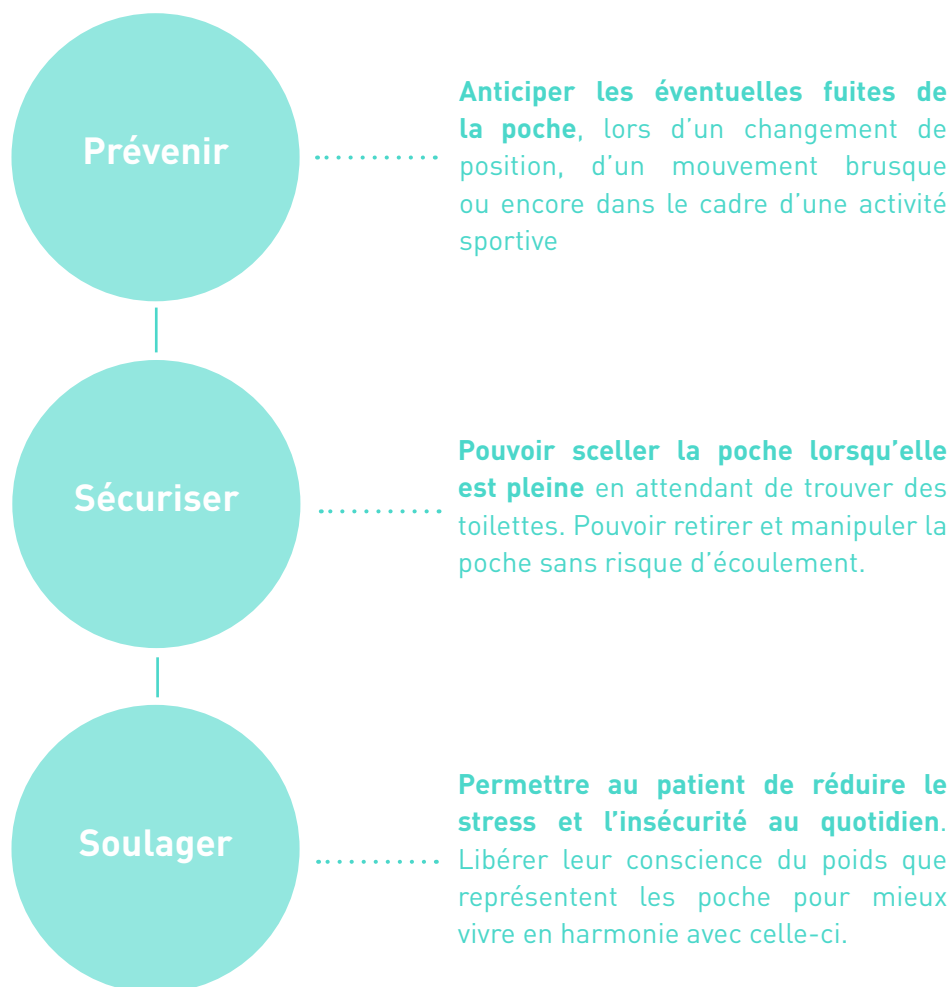 Prévenir
Anticiper les éventuelles fuites de
la poche, lors d’un changement de
position, d’un mouvement brusque
ou encore dans le cadre d’une activité
sportive
Sécuriser
Pouvoir sceller la poche lorsqu’elle
est pleine en attendant de trouver des
toilettes. Pouvoir retirer et manipuler la
poche sans risque d’écoulement.
Soulager
Permettre au patient de réduire le
stress et l’insécurité au quotidien.
Libérer leur conscience du poids que
représentent les poche pour mieux
vivre en harmonie avec celle-ci.